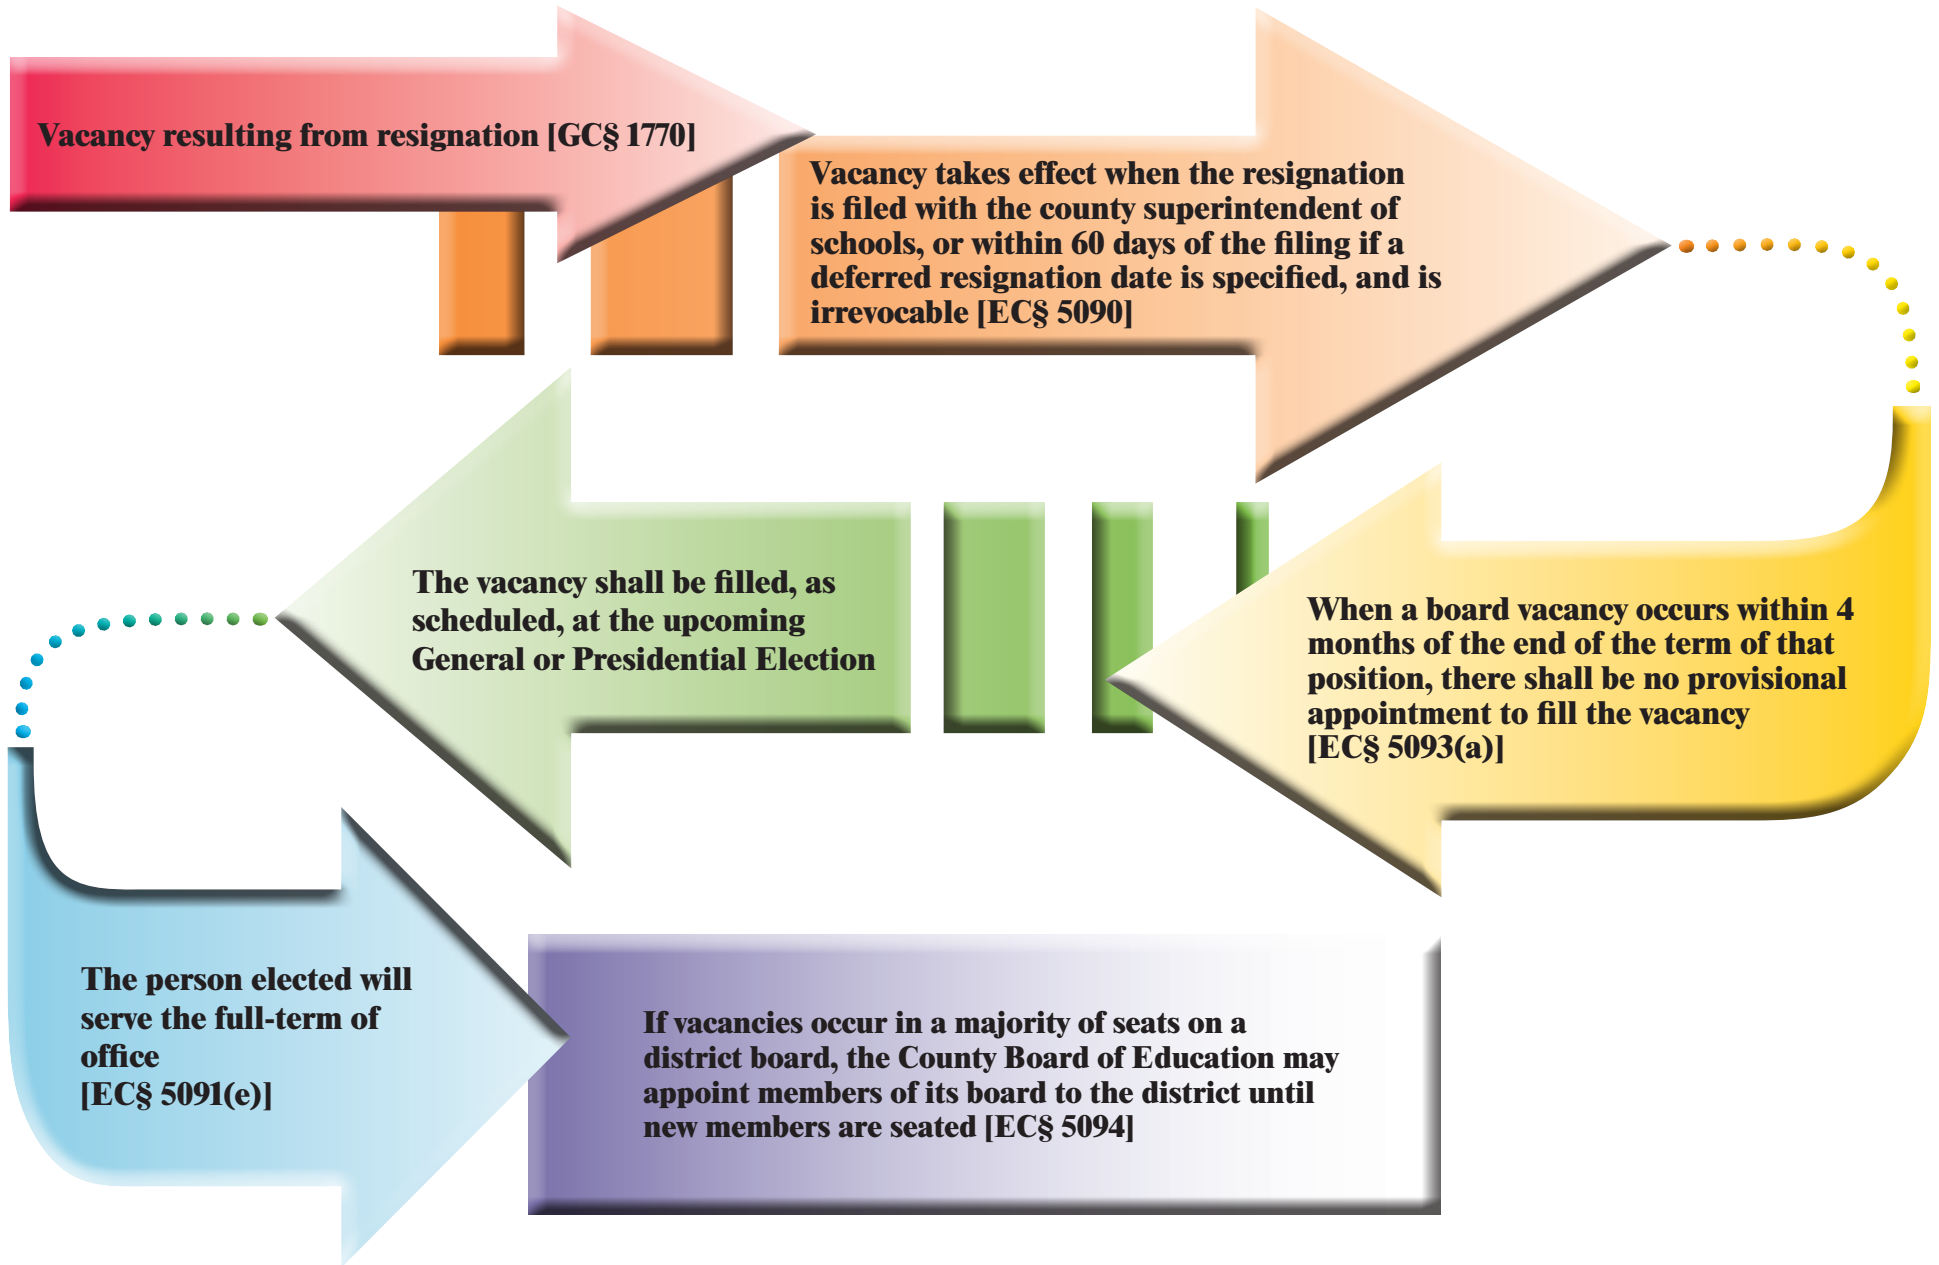 Vacancy resulting from resignation [GC§ 1770]
Vacancy takes effect when the resignation
is filed with the county superintendent of
schools, or within 60 days of the filing if a
deferred resignation date is specified, and is
irrevocable [EC§ 5090]
When a board vacancy occurs within 4
months of the end of the term of that
position, there shall be no provisional
appointment to fill the vacancy
[EC§ 5093(a)]
The vacancy shall be filled, as
scheduled, at the upcoming
General or Presidential Election
The person elected will
serve the full-term of
office
[EC§ 5091(e)]
If vacancies occur in a majority of seats on a
district board, the County Board of Education may
appoint members of its board to the district until
new members are seated [EC§ 5094]